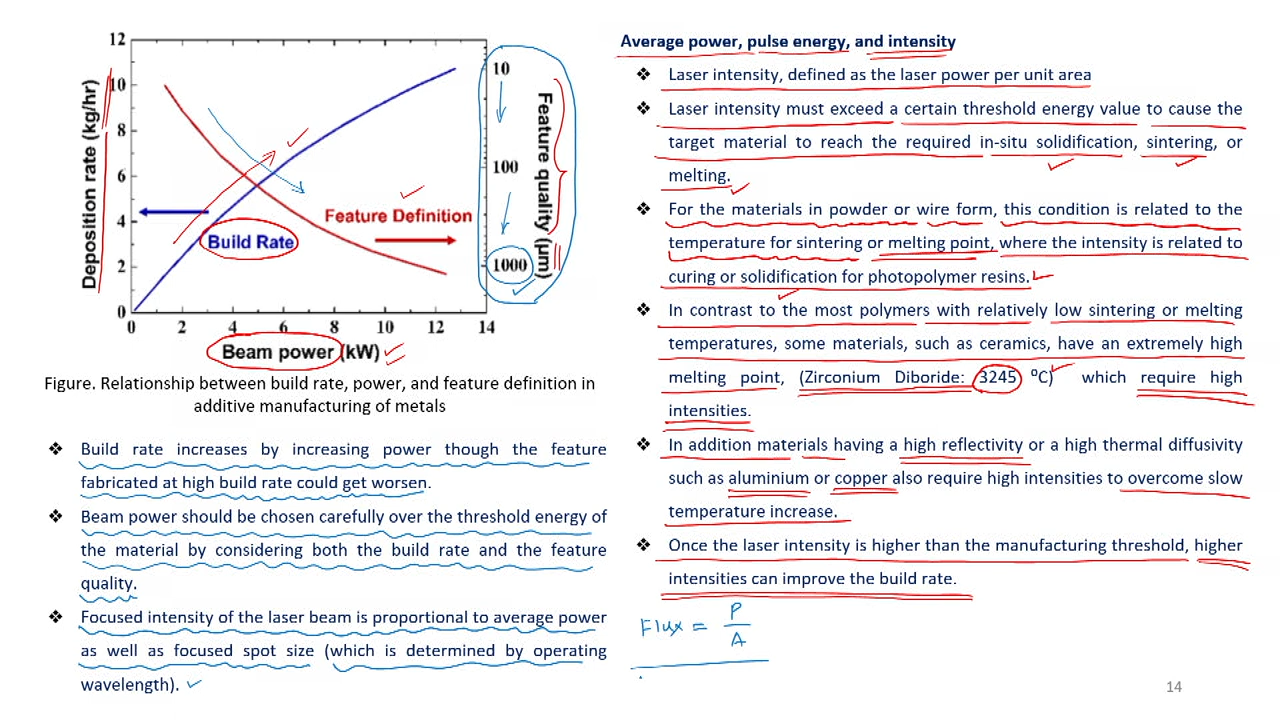 12
10
8
6
4
2
0
0 2 4 6 8 10 12 14
Deposition rate (kg/hr)
Build Rate
Feature Definition
10
100
1000
Feature quality (μm)
Beam power (kW)
Figure. Relationship between build rate, power, and feature definition in
additive manufacturing of metals
❖ Build rate increases by increasing power though the feature
fabricated at high build rate could get worsen.
❖ Beam power should be chosen carefully over the threshold energy of
the material by considering both the build rate and the feature
quality.
❖ Focused intensity of the laser beam is proportional to average power
as well as focused spot size (which is determined by operating
wavelength).
Average power, pulse energy, and intensity
❖ Laser intensity, defined as the laser power per unit area
❖ Laser intensity must exceed a certain threshold energy value to cause the
target material to reach the required in-situ solidification, sintering, or
melting.
❖ For the materials in powder or wire form, this condition is related to the
temperature for sintering or melting point, where the intensity is related to
curing or solidification for photopolymer resins.
❖ In contrast to the most polymers with relatively low sintering or melting
temperatures, some materials, such as ceramics, have an extremely high
melting point, (Zirconium Diboride: 3245 ⁰C) which require high
intensities.
❖ In addition materials having a high reflectivity or a high thermal diffusivity
such as aluminium or copper also require high intensities to overcome slow
temperature increase.
❖ Once the laser intensity is higher than the manufacturing threshold, higher
intensities can improve the build rate.
Flux = P
A
14